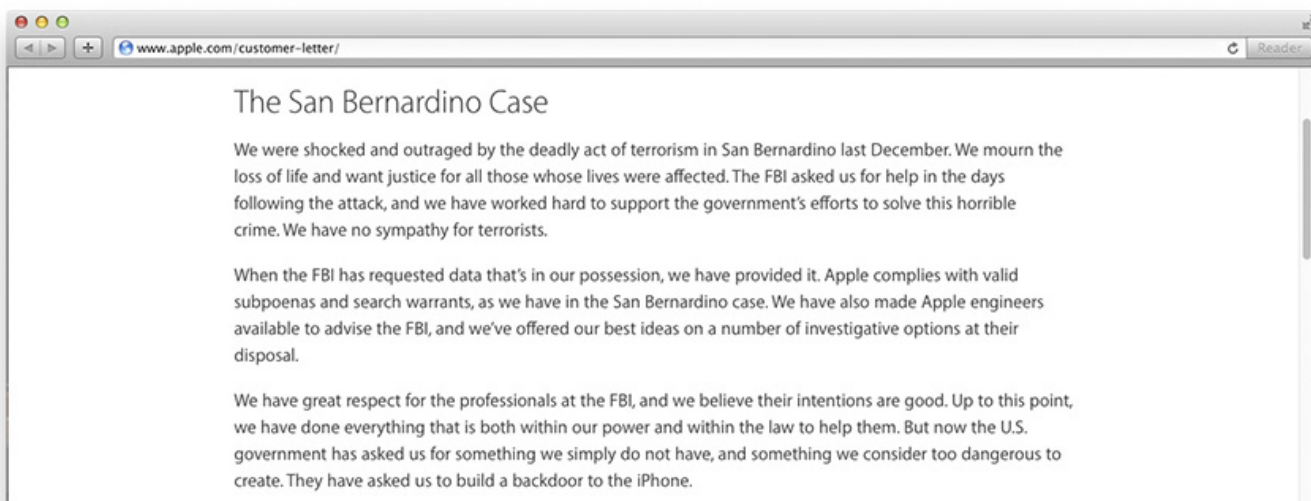 www.apple.com/customer-letter/
Reader
The San Bernardino Case
We were shocked and outraged by the deadly act of terrorism in San Bernardino last December. We mourn the
loss of life and want justice for all those whose lives were affected. The FBI asked us for help in the days
following the attack, and we have worked hard to support the government's efforts to solve this horrible
crime. We have no sympathy for terrorists.
When the FBI has requested data that's in our possession, we have provided it. Apple complies with valid
subpoenas and search warrants, as we have in the San Bernardino case. We have also made Apple engineers
available to advise the FBI, and we've offered our best ideas on a number of investigative options at their
disposal.
We have great respect for the professionals at the FBI, and we believe their intentions are good. Up to this point,
we have done everything that is both within our power and within the law to help them. But now the U.S.
government has asked us for something we simply do not have, and something we consider too dangerous to
create. They have asked us to build a backdoor to the iPhone.